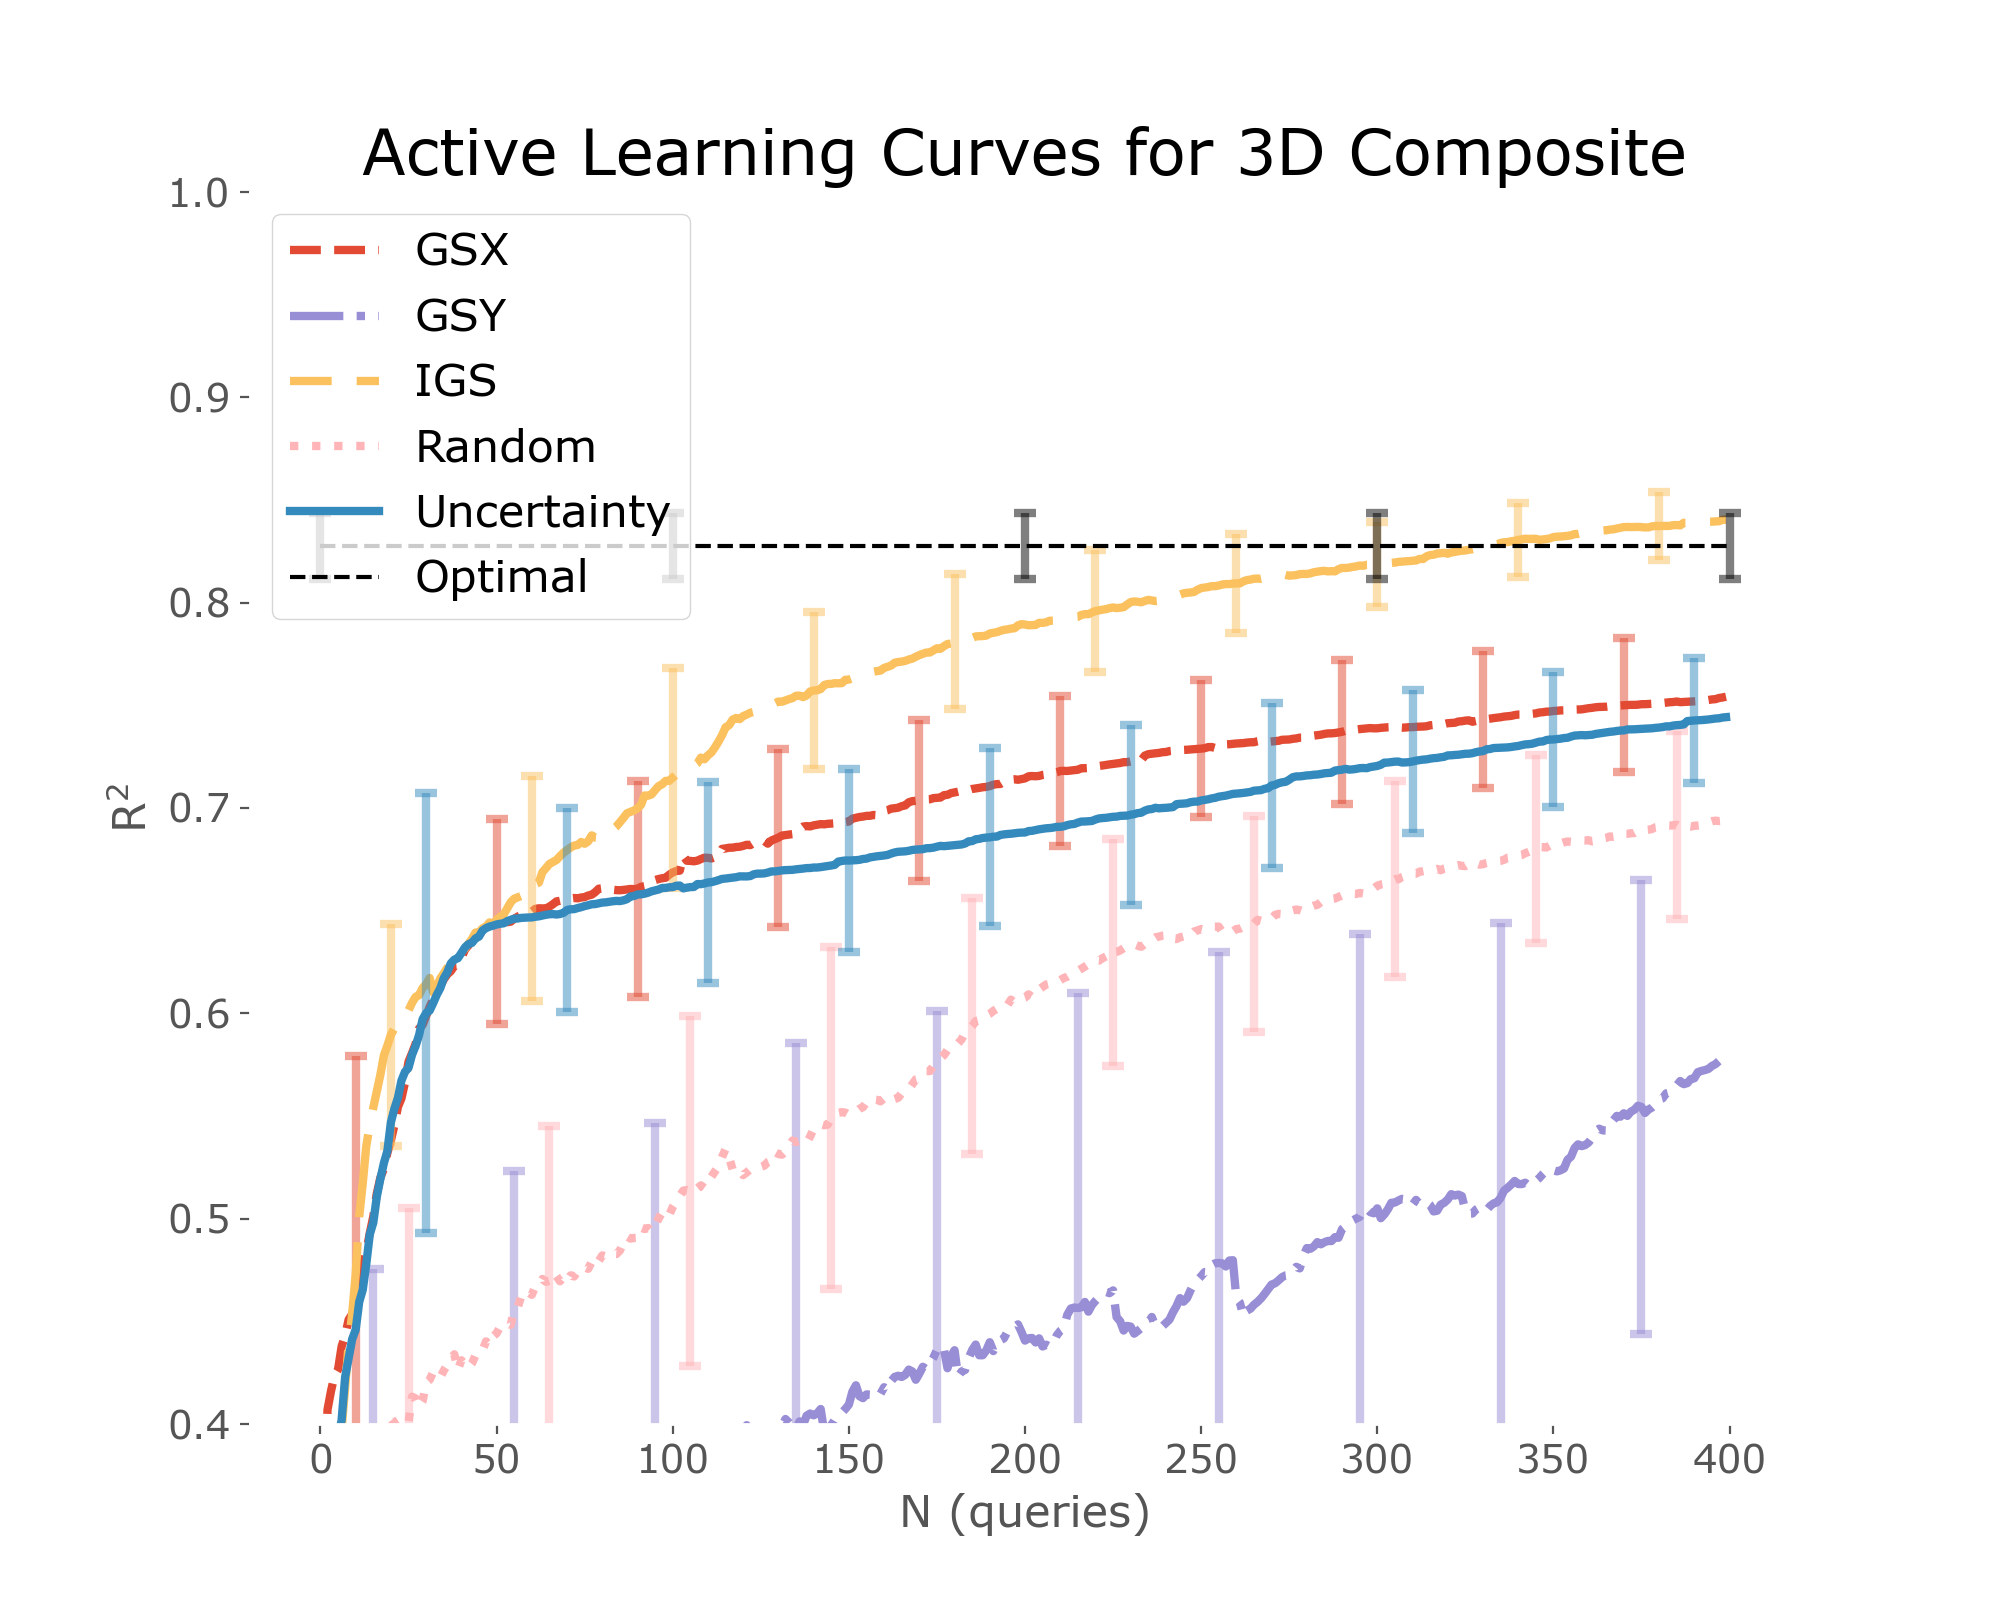 Active Learning Curves for 3D Composite
1.0
0.9
0.8
0.7
0.6
0.5
0.4
R²
GSX
GSY
IGS
Random
Uncertainty
Optimal
0 50 100 150 200 250 300 350 400
N (queries)